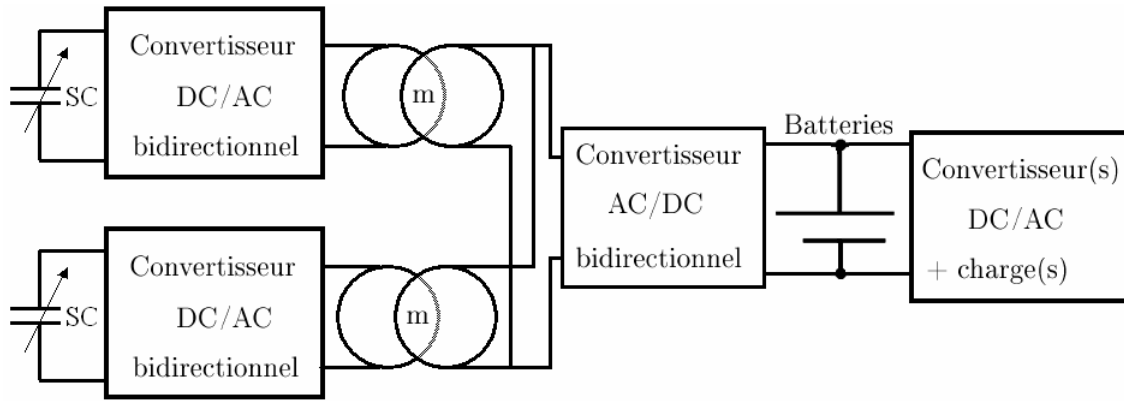 SC
Convertisseur
DC/AC
bidirectionnel
m
SC
Convertisseur
DC/AC
bidirectionnel
m
Convertisseur
AC/DC
bidirectionnel
Batteries
Convertisseur(s)
DC/AC
+ charge(s)